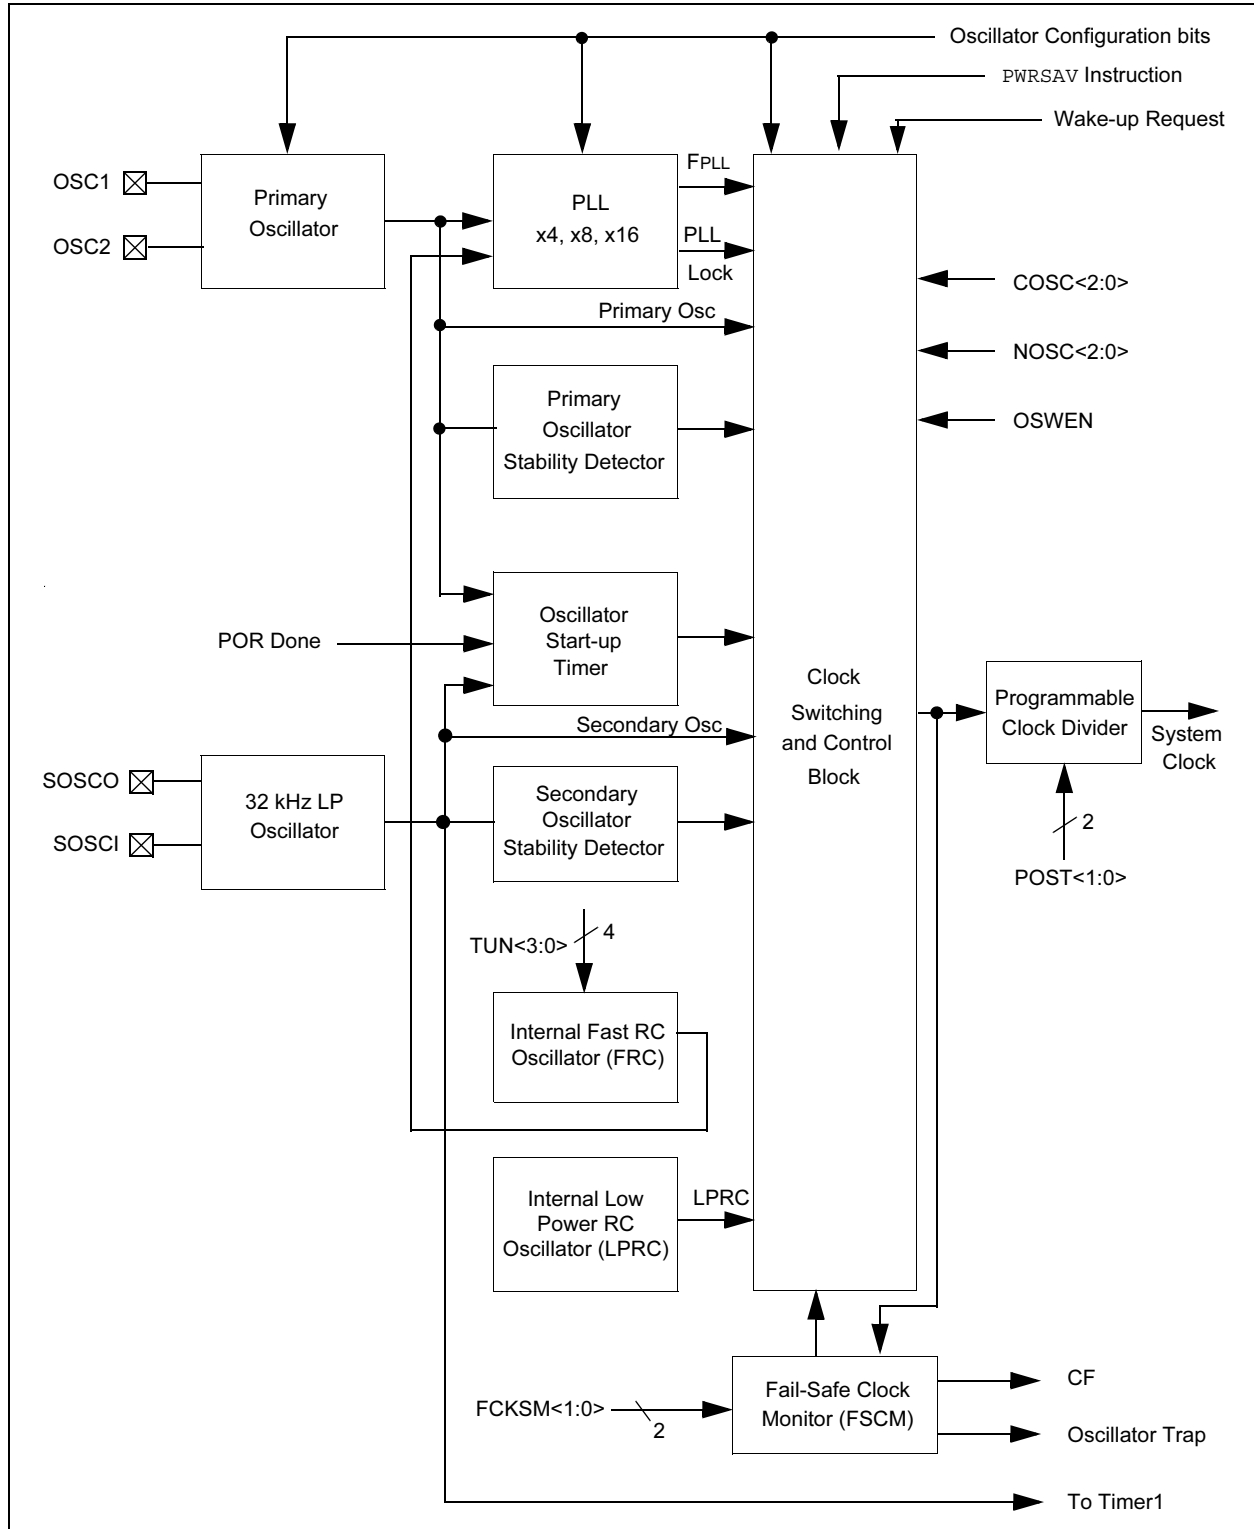 Oscillator Configuration bits
PWRSAV Instruction
Wake-up Request
OSC1
OSC2
Primary
Oscillator
PLL
x4, x8, x16
FPLL
PLL
Lock
COSC<2:0>
NOSC<2:0>
OSWEN
Primary Osc
Primary
Oscillator
Stability Detector
POR Done
Oscillator
Start-up
Timer
Clock
Switching
and Control
Block
Programmable
Clock Divider
System
Clock
2
POST<1:0>
Secondary Osc
SOSCO
SOSCI
32 kHz LP
Oscillator
Secondary
Oscillator
Stability Detector
TUN<3:0>
4
Internal Fast RC
Oscillator (FRC)
Internal Low
Power RC
Oscillator (LPRC)
LPRC
FCKSM<1:0>
2
Fail-Safe Clock
Monitor (FSCM)
CF
Oscillator Trap
To Timer1